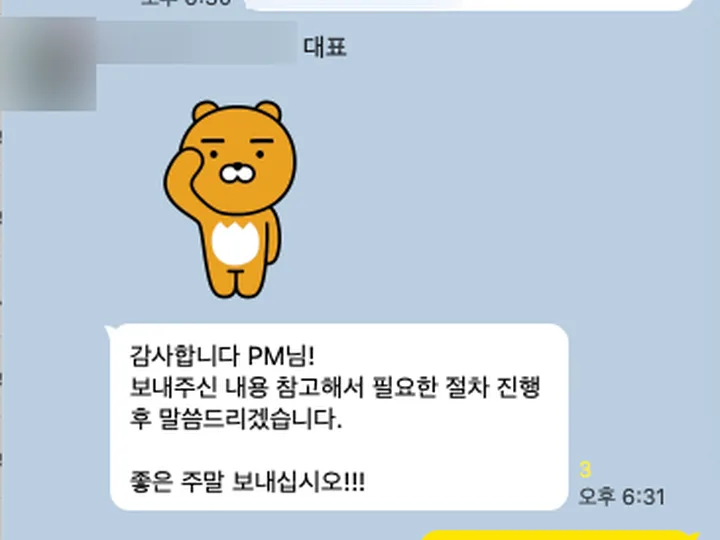 대표
감사합니다 PM님!
보내주신 내용 참고해서 필요한 절차 진행
후 말씀드리겠습니다.
좋은 주말 보내십시오!!!
3
오후 6:31